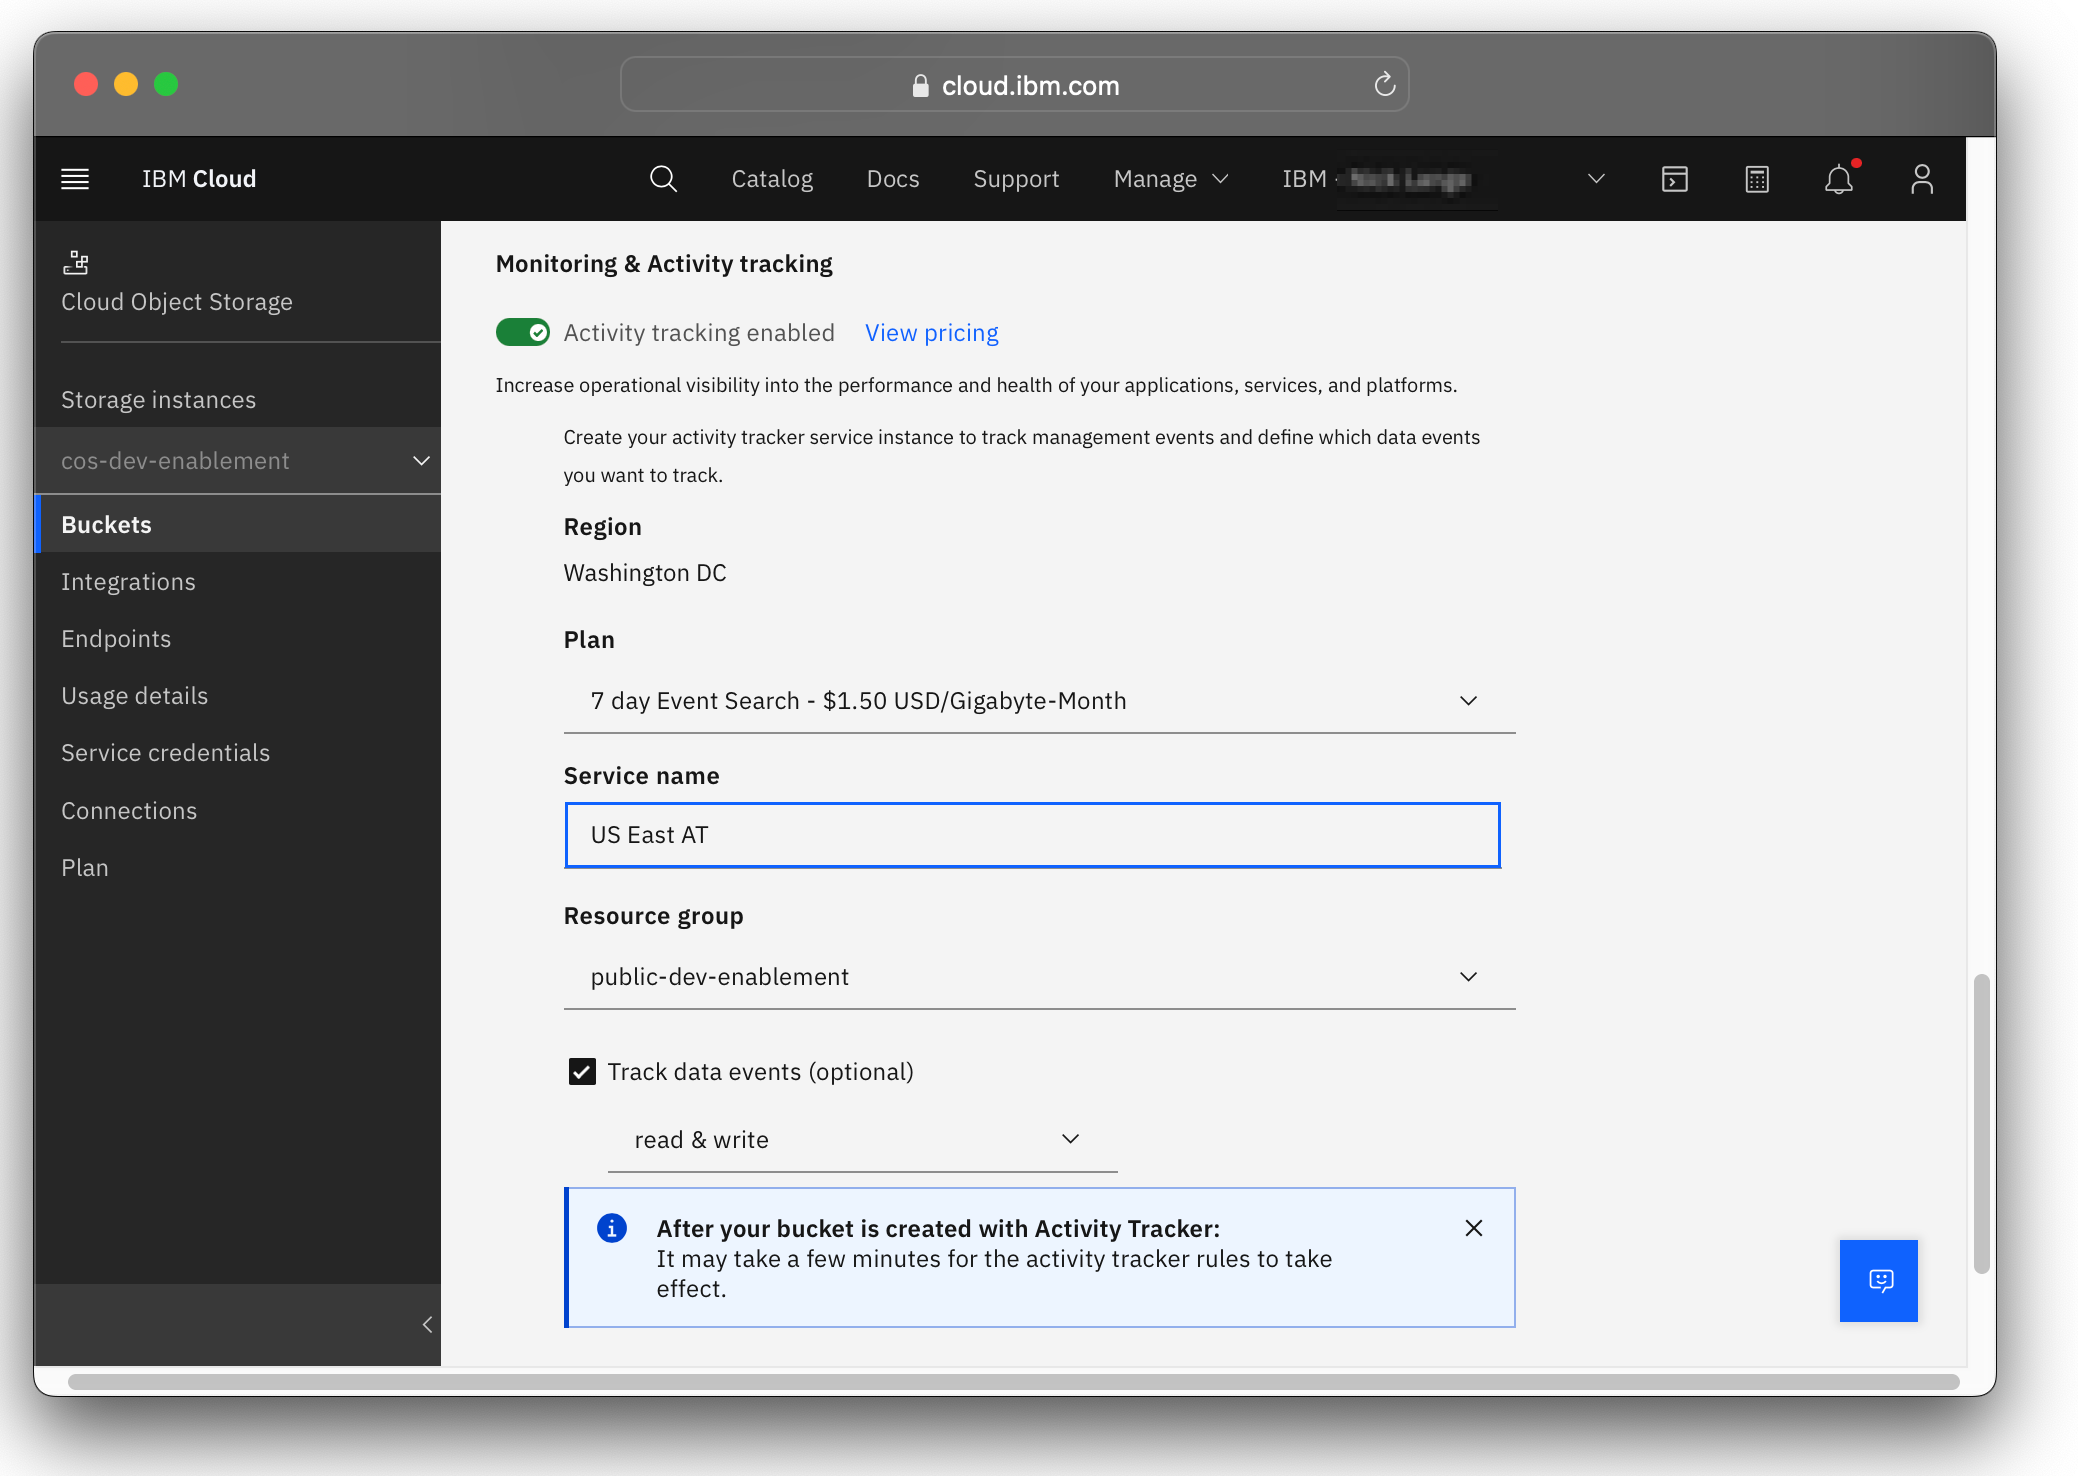 cloud.ibm.com
IBM Cloud
Catalog
Docs
Support
Manage
IBM -
Cloud Object Storage
Storage instances
cos-dev-enablement
Buckets
Integrations
Endpoints
Usage details
Service credentials
Connections
Plan
Monitoring & Activity tracking
Activity tracking enabled View pricing
Increase operational visibility into the performance and health of your applications, services, and platforms.
Create your activity tracker service instance to track management events and define which data events
you want to track.
Region
Washington DC
Plan
7 day Event Search - $1.50 USD/Gigabyte-Month
Service name
US East AT
Resource group
public-dev-enablement
Track data events (optional)
read & write
After your bucket is created with Activity Tracker:
It may take a few minutes for the activity tracker rules to take
effect.